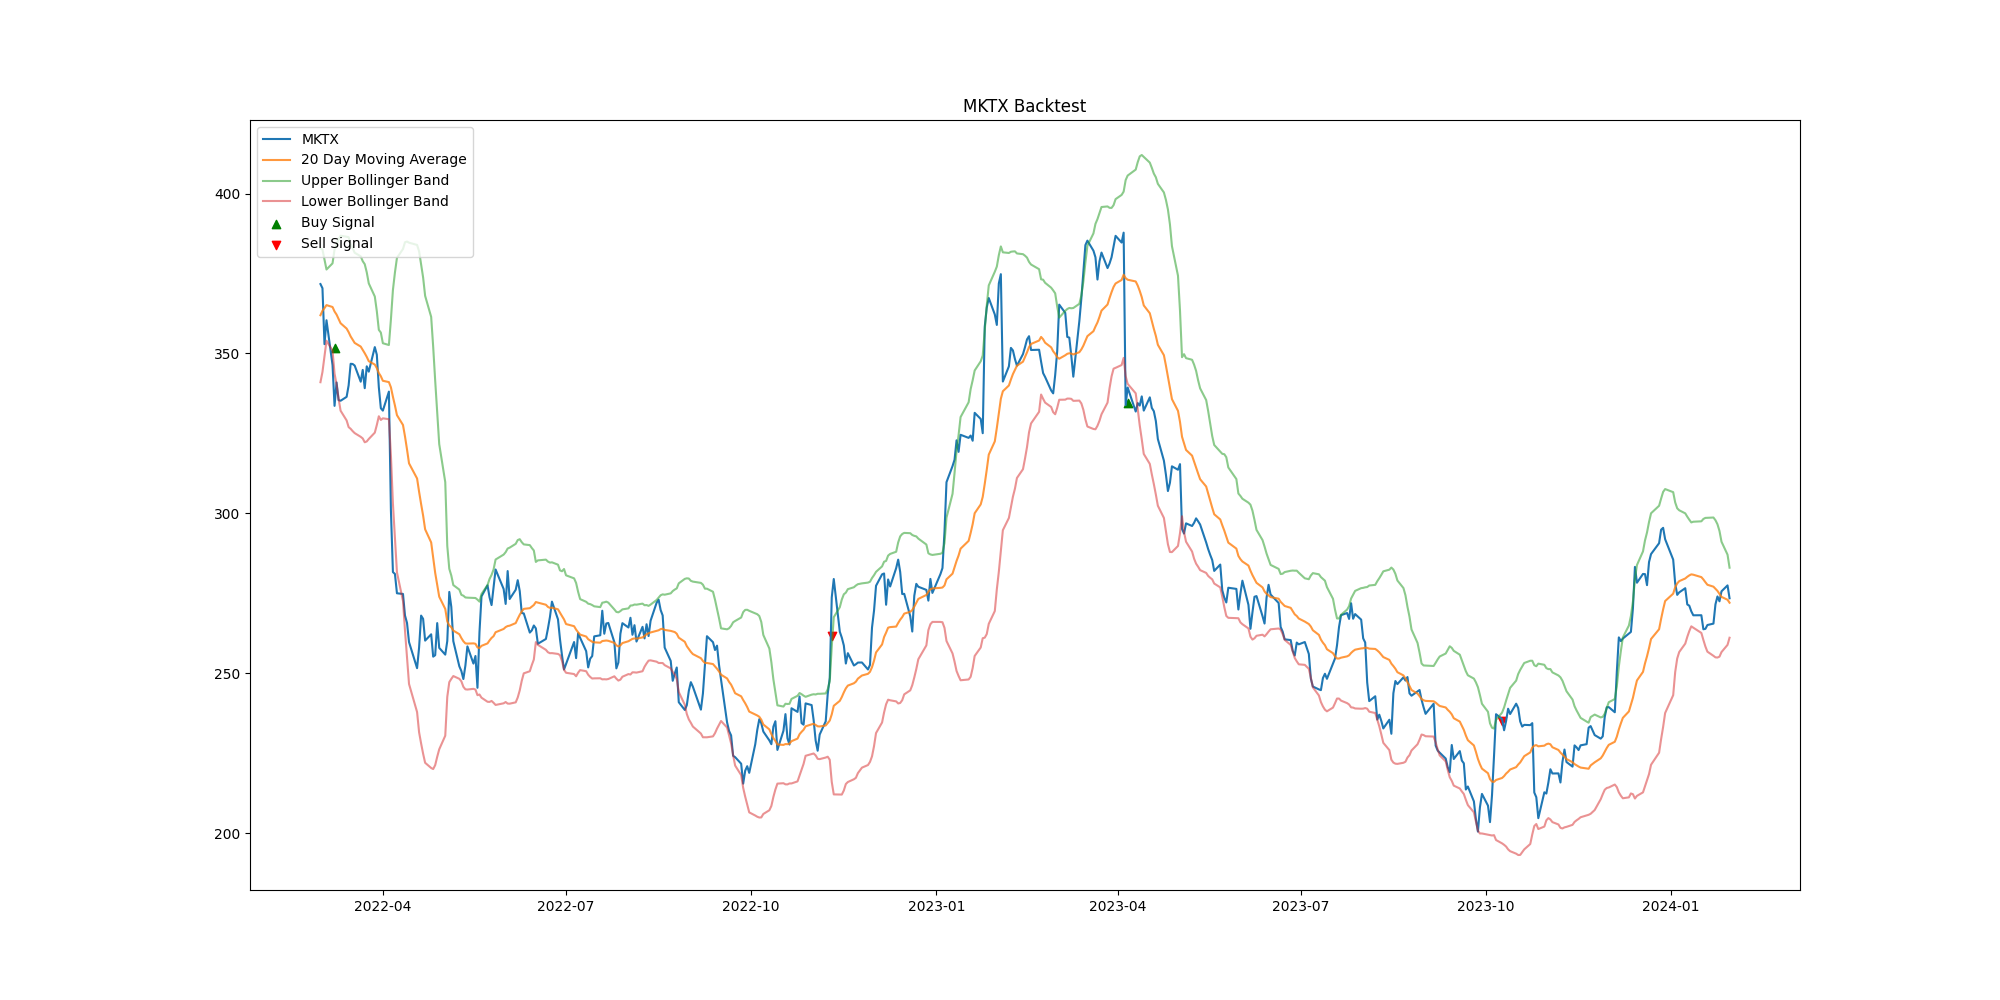 MKTX Backtest
MKTX
20 Day Moving Average
Upper Bollinger Band
Lower Bollinger Band
Buy Signal
Sell Signal
400
350
300
250
200
2022-04 2022-07 2022-10 2023-01 2023-04 2023-07 2023-10 2024-01